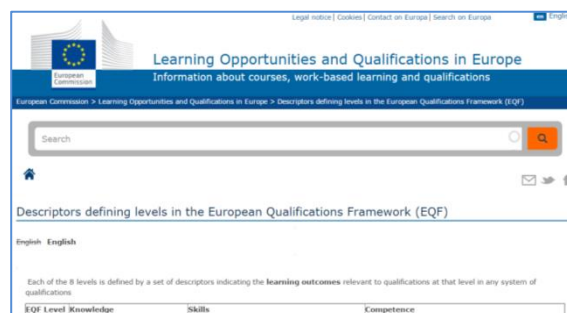 Legal notice | Cookies | Contact on Europa | Search on Europa
en Englis
Learning Opportunities and Qualifications in Europe
European
Commission
Information about courses, work-based learning and qualifications
European Commission > Learning Opportunities and Qualifications in Europe > Descriptors defining levels in the European Qualifications Framework (EQF)
Search
Descriptors defining levels in the European Qualifications Framework (EQF)
English English
Each of the 8 levels is defined by a set of descriptors indicating the learning outcomes relevant to qualifications at that level in any system of
qualifications
EQF Level Knowledge Skills Competence